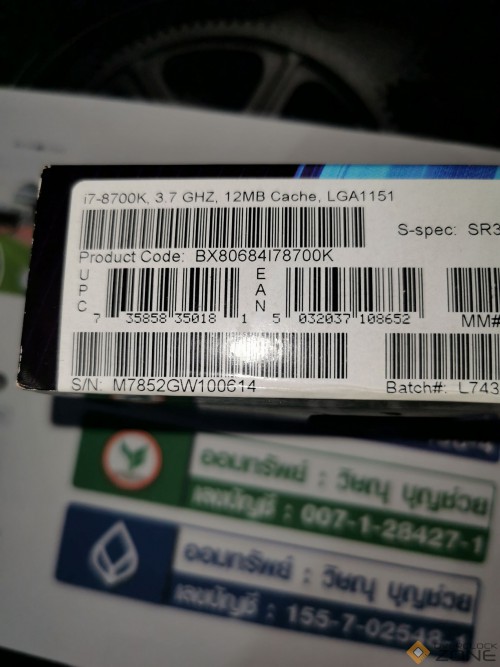 i7-8700K, 3.7 GHZ, 12MB Cache, LGA1151
S-spec: SR3
Product Code: BX80684I78700K
UPC
7 35858 35018 1
EAN
5 032037 108652
MM#
S/N: M7852GW100614
Batch#: L743
ออมทรัพย์ : วิษณุ บุญช่วย
เลขบัญชี : 007-1-28427-1
ออมทรัพย์ : วิษณุ บุญช่วย
เลขบัญชี : 155-7-02548-1
ZONE